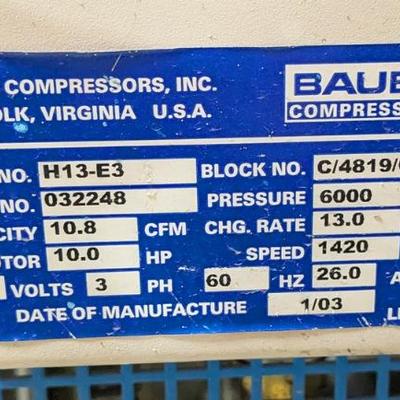 COMPRESSORS, INC. BAUE
OLK, VIRGINIA U.S.A. COMPRESS
NO. H13-E3 BLOCK NO. C/4819/
NO. 032248 PRESSURE 6000
CITY 10.8 CFM CHG. RATE 13.0
OTOR 10.0 HP SPEED 1420
VOLTS 3 PH 60 HZ 26.0 A
DATE OF MANUFACTURE 1/03 LI